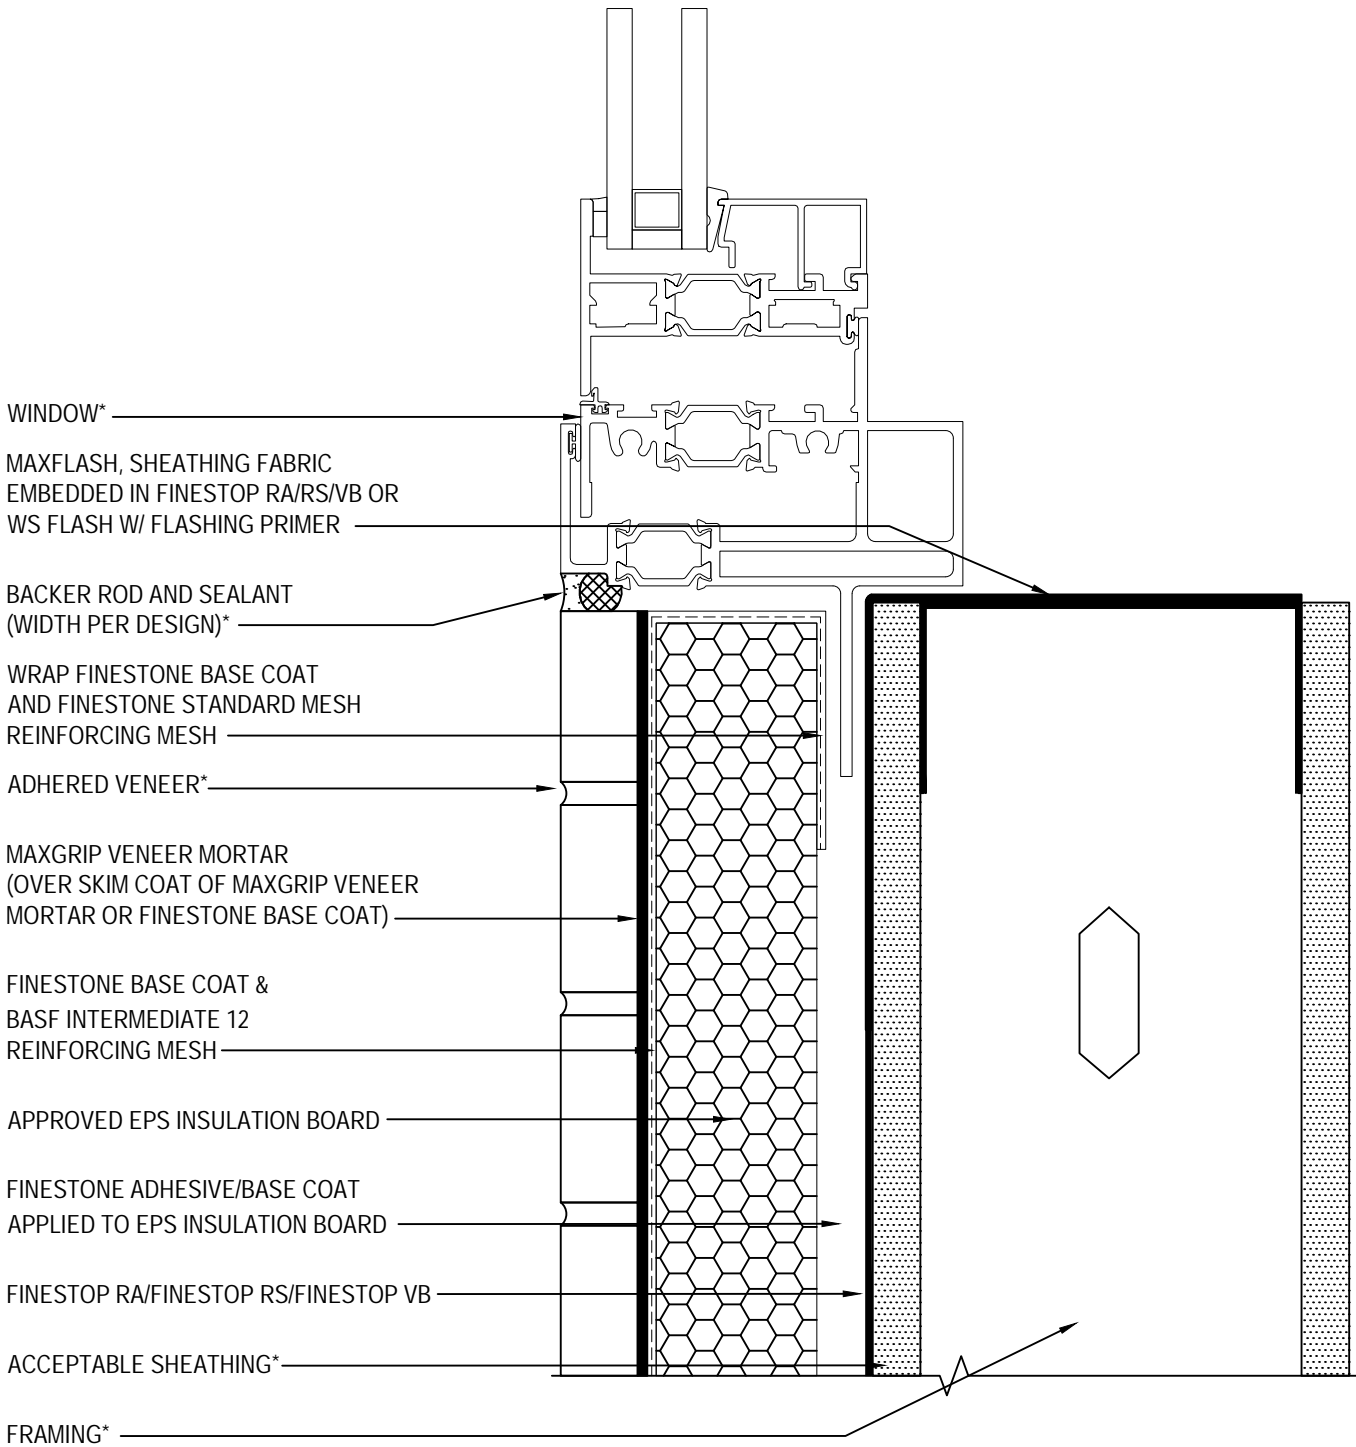 WINDOW*
MAXFLASH, SHEATHING FABRIC
EMBEDDED IN FINESTOP RA/RS/VB OR
WS FLASH W/ FLASHING PRIMER
BACKER ROD AND SEALANT
(WIDTH PER DESIGN)*
WRAP FINESTONE BASE COAT
AND FINESTONE STANDARD MESH
REINFORCING MESH
ADHERED VENEER*
MAXGRIP VENEER MORTAR
(OVER SKIM COAT OF MAXGRIP VENEER
MORTAR OR FINESTONE BASE COAT)
FINESTONE BASE COAT &
BASF INTERMEDIATE 12
REINFORCING MESH
APPROVED EPS INSULATION BOARD
FINESTONE ADHESIVE/BASE COAT
APPLIED TO EPS INSULATION BOARD
FINESTOP RA/FINESTOP RS/FINESTOP VB
ACCEPTABLE SHEATHING*
FRAMING*